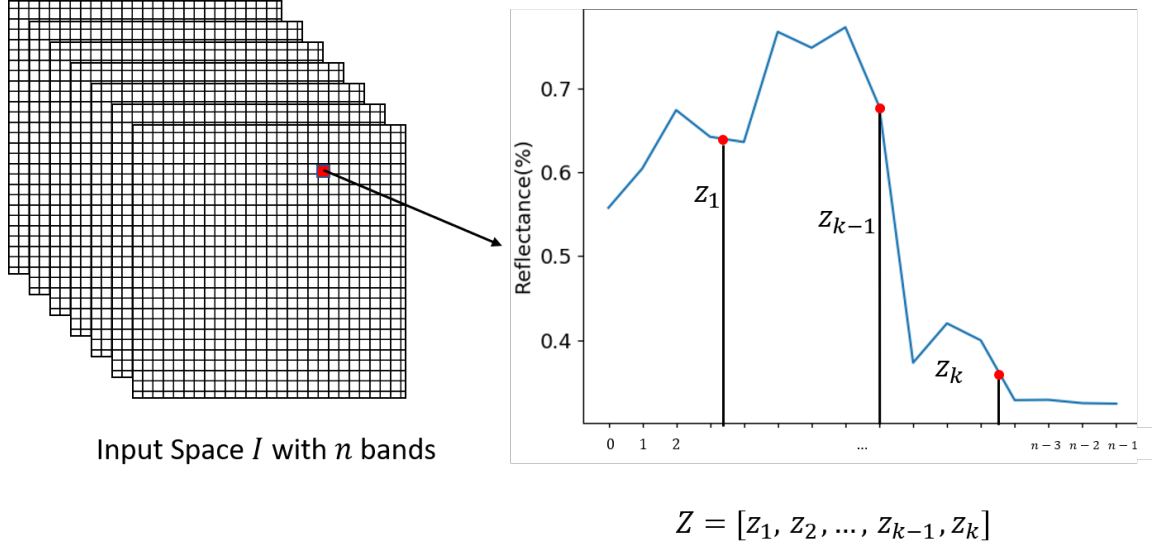 Reflectance(%)
0.7
0.6
0.5
0.4
z₁
zₖ₋₁
zₖ
0 1 2 ... n − 3 n − 2 n − 1
Input Space I with n bands
Z = [z₁, z₂, ..., zₖ₋₁, zₖ]